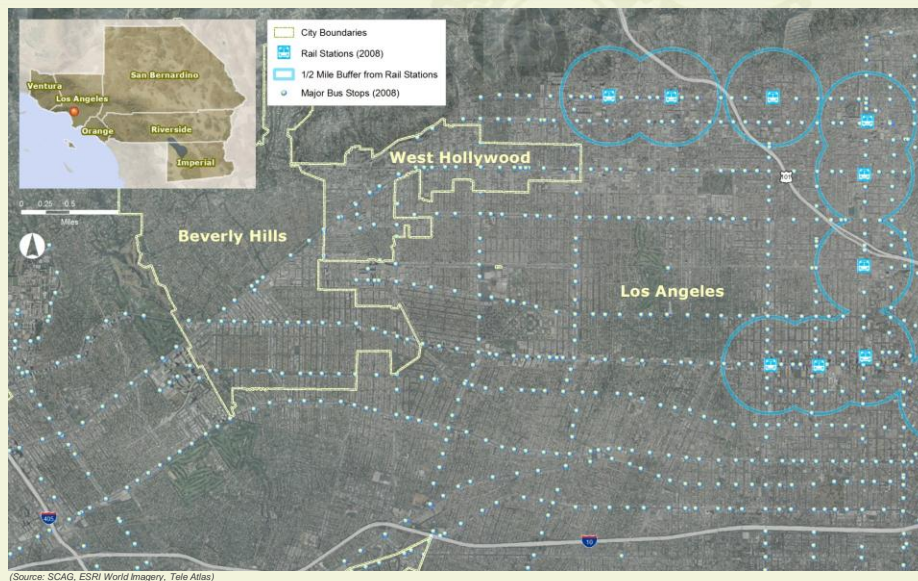 City Boundaries
Rail Stations (2008)
1/2 Mile Buffer from Rail Stations
Major Bus Stops (2008)
San Bernardino
Ventura
Los Angeles
Orange
Riverside
Imperial
0 0.25 0.5
Miles
West Hollywood
Beverly Hills
Los Angeles
101
405
10
(Source: SCAG, ESRI World Imagery, Tele Atlas)